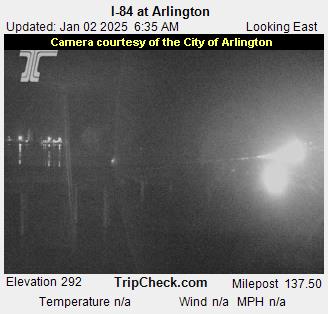 I-84 at Arlington
Updated: Jan 02 2025 6:35 AM Looking East
Camera courtesy of the City of Arlington
Elevation 292 TripCheck.com Milepost 137.50
Temperature n/a Wind n/a MPH n/a